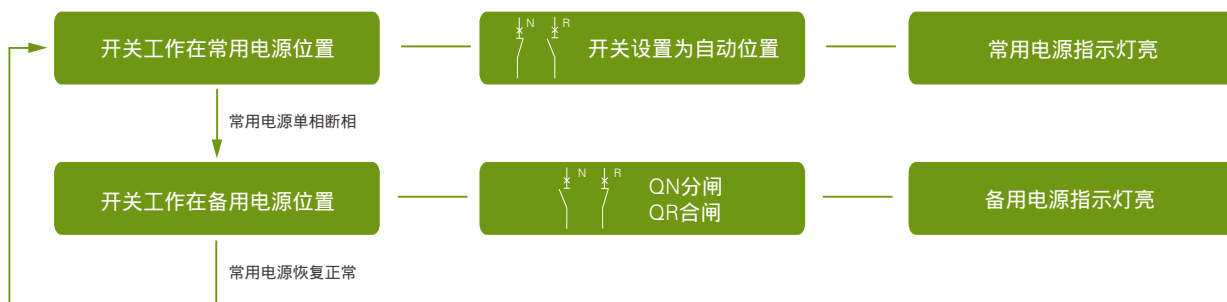 开关工作在常用电源位置
N R
开关设置为自动位置
常用电源指示灯亮
常用电源单相断相
开关工作在备用电源位置
N R
QN分闸
QR合闸
备用电源指示灯亮
常用电源恢复正常